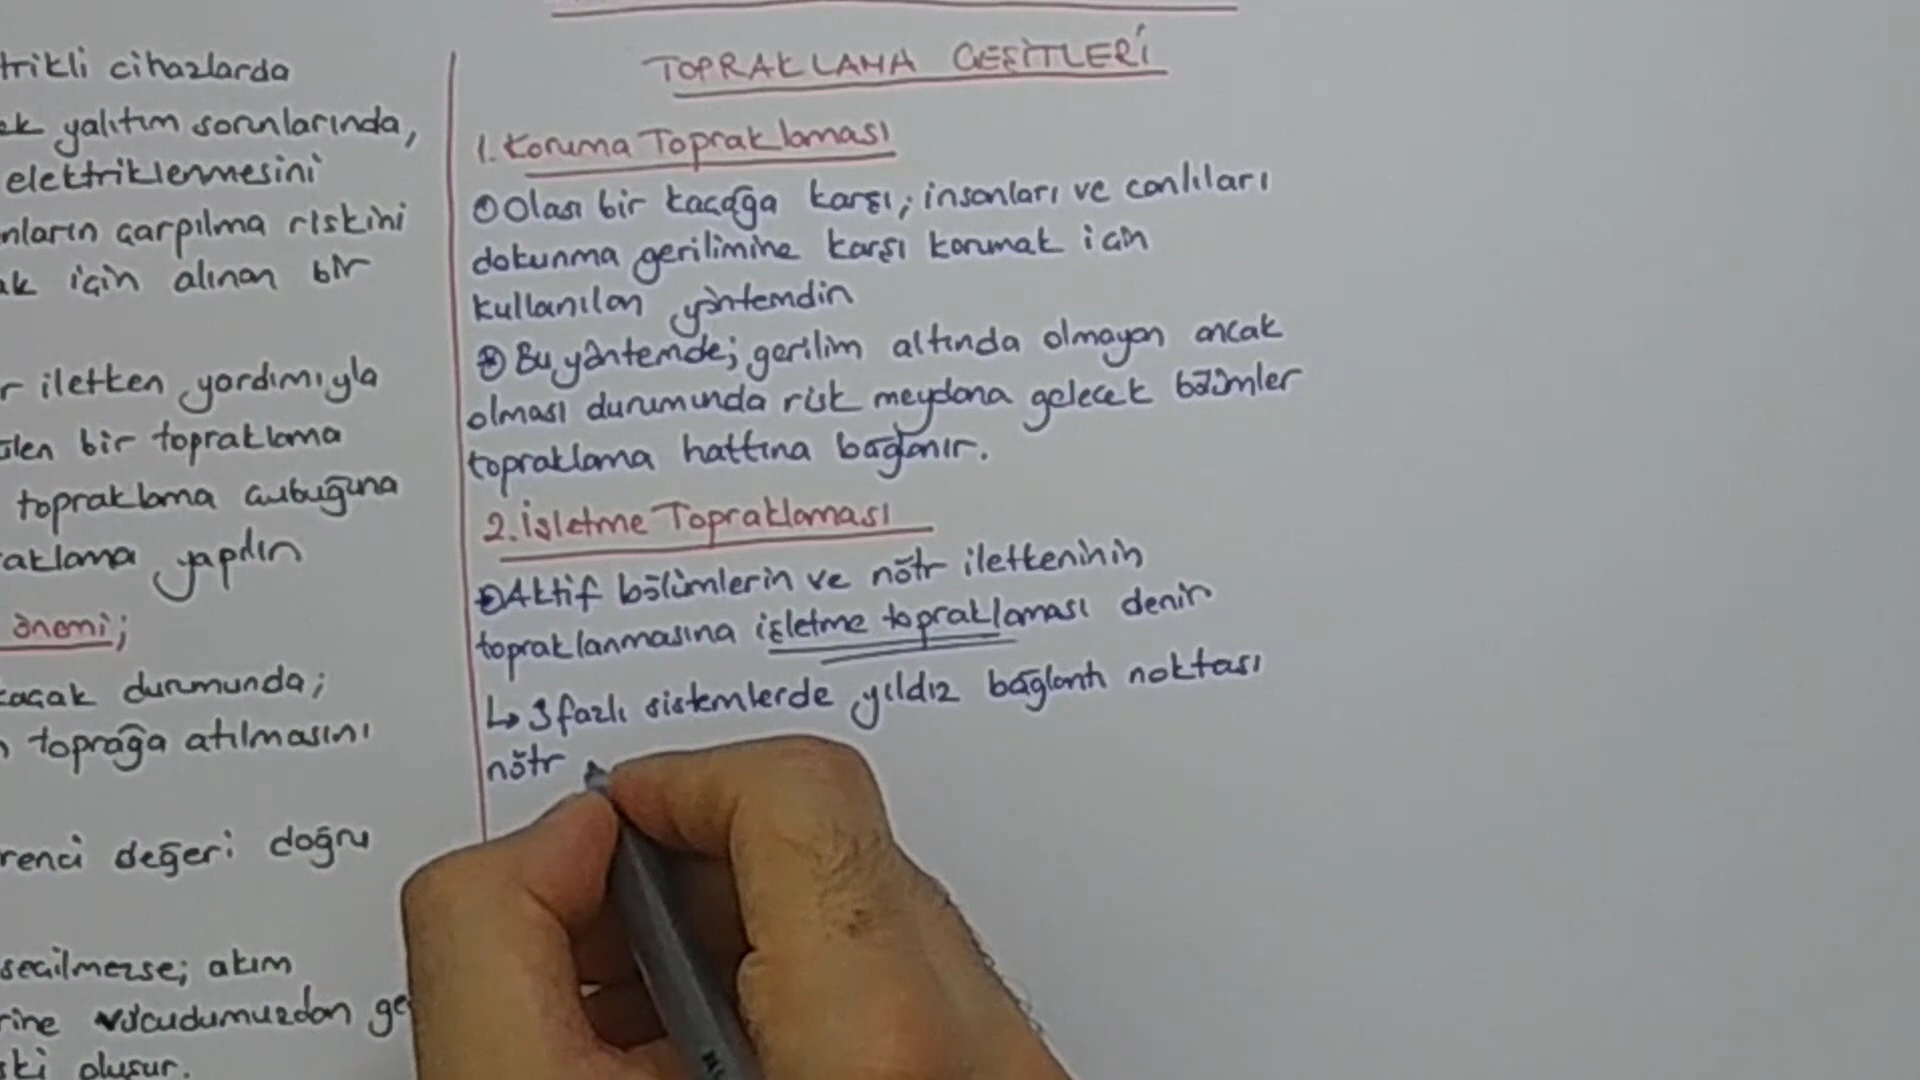 trikli cihazlarda
ek yalıtım sorunlarında,
elektriklenmesini
nların çarpılma riskini
ak için alınan bir
r iletken yardımıyla
ülen bir topraklama
topraklama çubuğuna
raklama yapılır
önemi;
kaçak durumunda;
n toprağa atılmasını
renci değeri doğru
seçilmezse; akım
rine vücudumuzdan ge
ski oluşur.
TOPRAKLAMA ÇEŞİTLERİ
1. Koruma Topraklaması
Olası bir kaçağa karşı; insanları ve canlıları
dokunma gerilimine karşı korumak için
kullanılan yöntemdir
Bu yöntemde; gerilim altında olmayan ancak
olması durumunda risk meydana gelecek bölümler
topraklama hattına bağlanır.
2. İşletme Topraklaması
Aktif bölümlerin ve nötr iletkeninin
topraklanmasına işletme topraklaması denir
↳ 3 fazlı sistemlerde yıldız bağlantı noktası
nötr